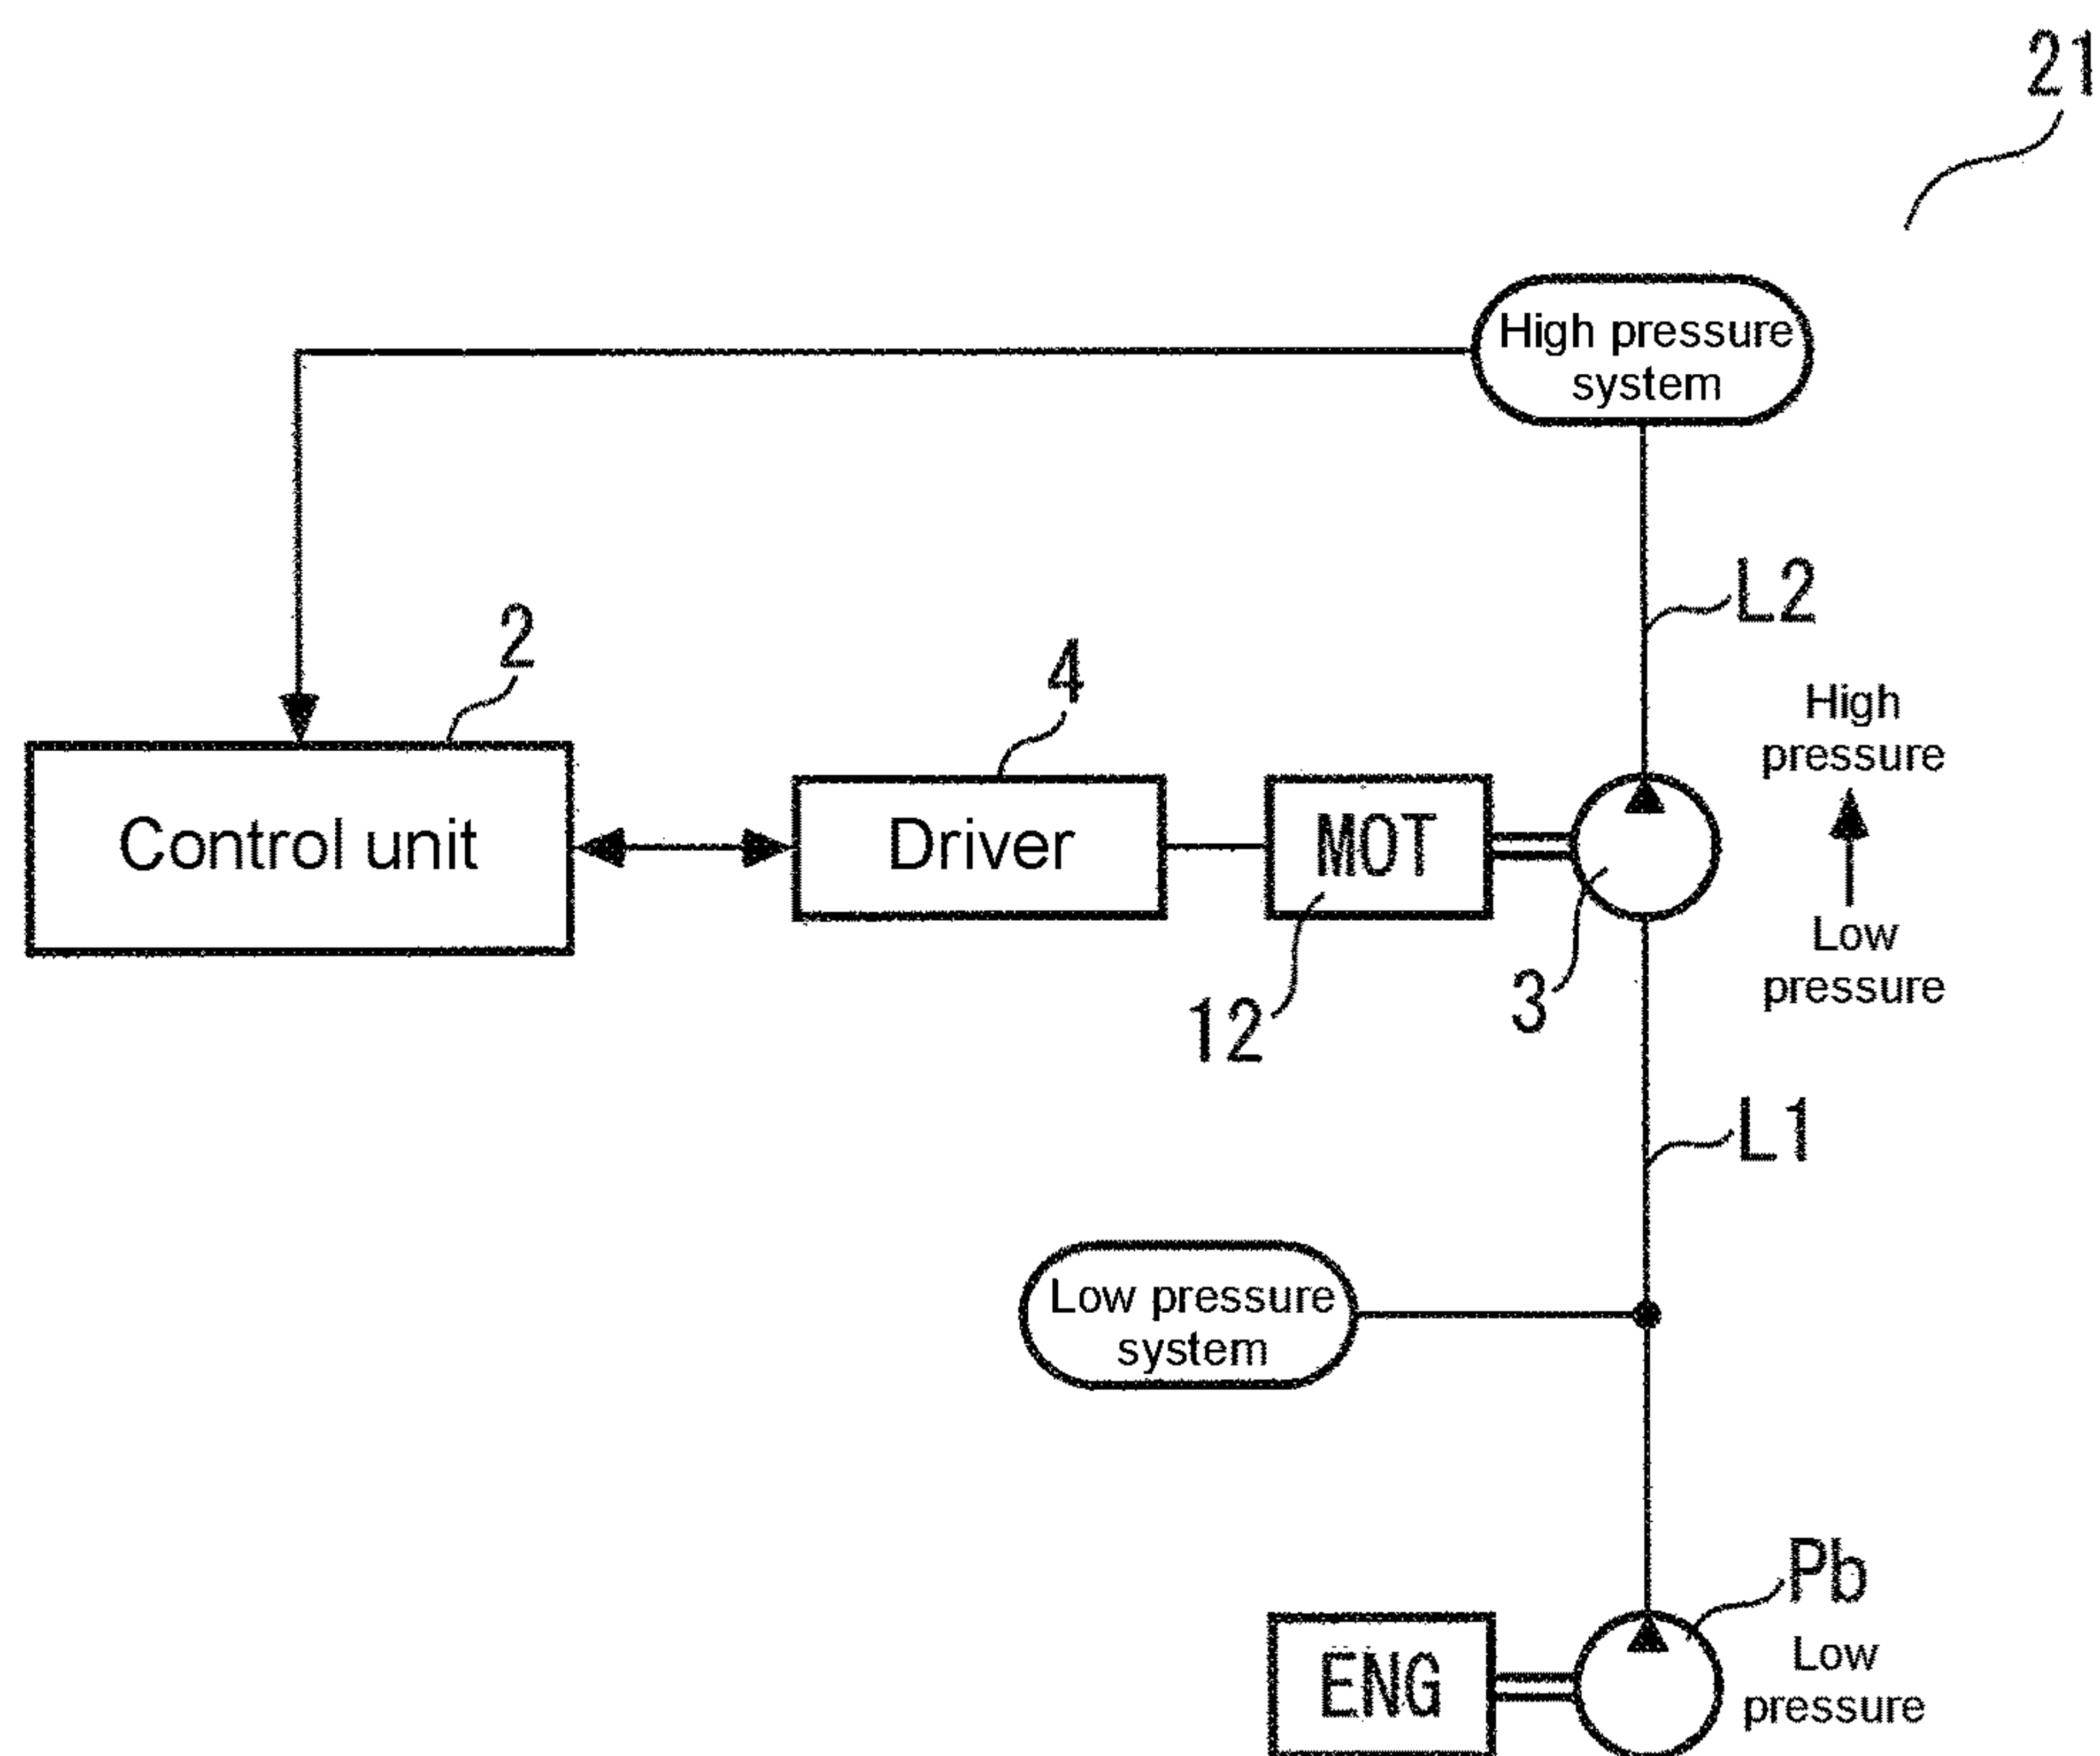 21
High pressure
system
L2
2
4
High
pressure
Control unit
Driver
MOT
Low
pressure
3
12
L1
Low pressure
system
Pb
Low
pressure
ENG